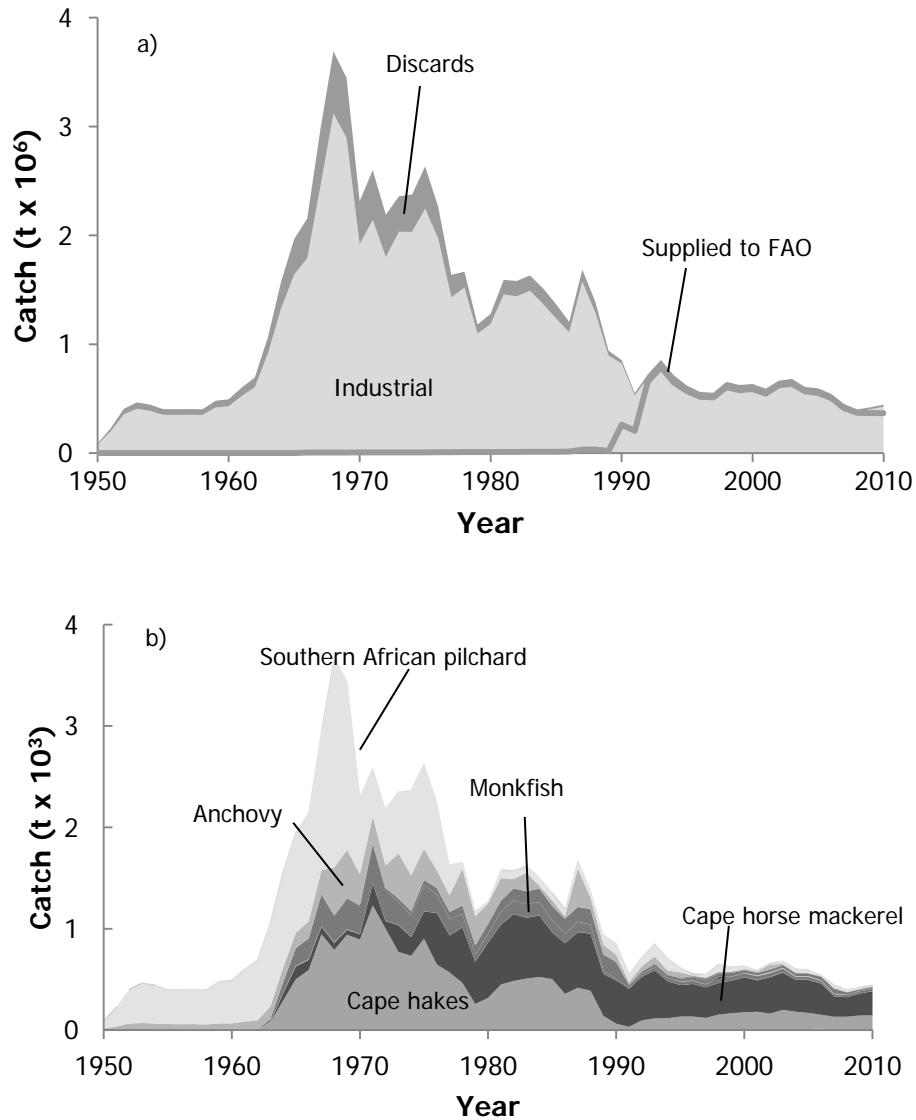 a)
4
3
2
1
0
Catch (t x 10⁶)
Discards
Supplied to FAO
Industrial
1950 1960 1970 1980 1990 2000 2010
Year
b)
4
3
2
1
0
Catch (t x 10³)
Southern African pilchard
Monkfish
Anchovy
Cape horse mackerel
Cape hakes
1950 1960 1970 1980 1990 2000 2010
Year